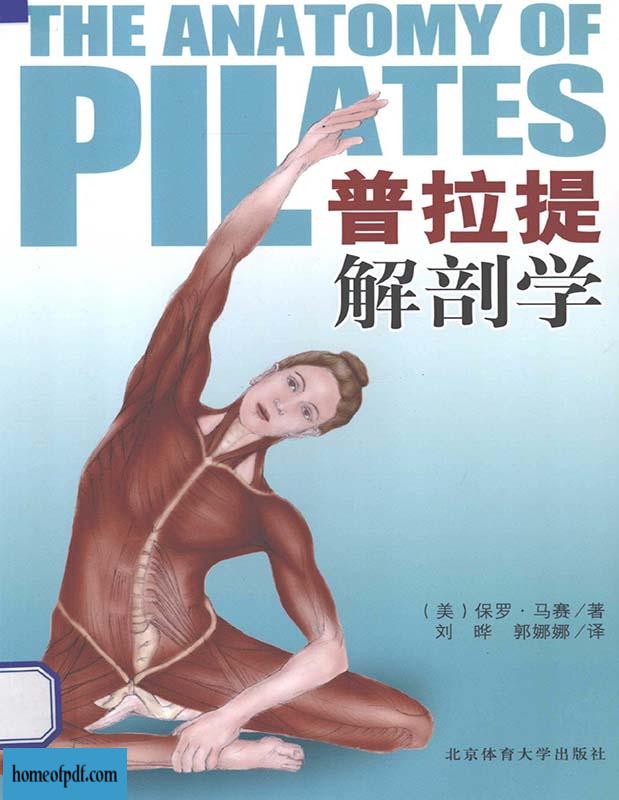 THE ANATOMY OF
PILATES
普拉提
解剖学
（美）保罗·马赛/著
刘 晔 郭娜娜/译
北京体育大学出版社
homeofpdf.com